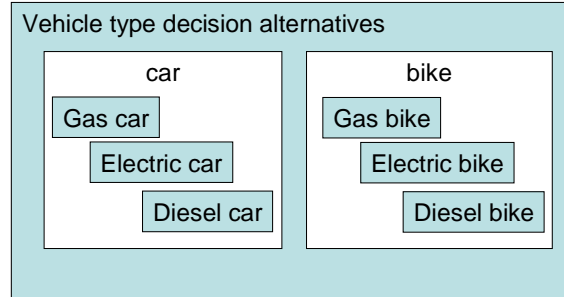 Vehicle type decision alternatives
car
Gas car
Electric car
Diesel car
bike
Gas bike
Electric bike
Diesel bike